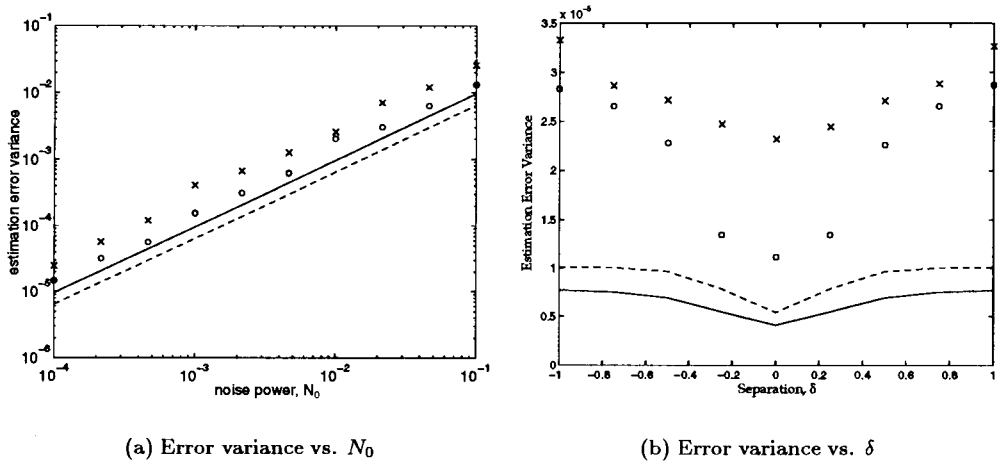 10⁻¹
10⁻²
10⁻³
10⁻⁴
10⁻⁵
10⁻⁶
estimation error variance
10⁻⁴ 10⁻³ 10⁻² 10⁻¹
noise power, N₀
(a) Error variance vs. N₀
x 10⁻⁵
3.5
3
2.5
2
1.5
1
0.5
0
Estimation Error Variance
-1 -0.8 -0.6 -0.4 -0.2 0 0.2 0.4 0.6 0.8 1
Separation, δ
(b) Error variance vs. δ